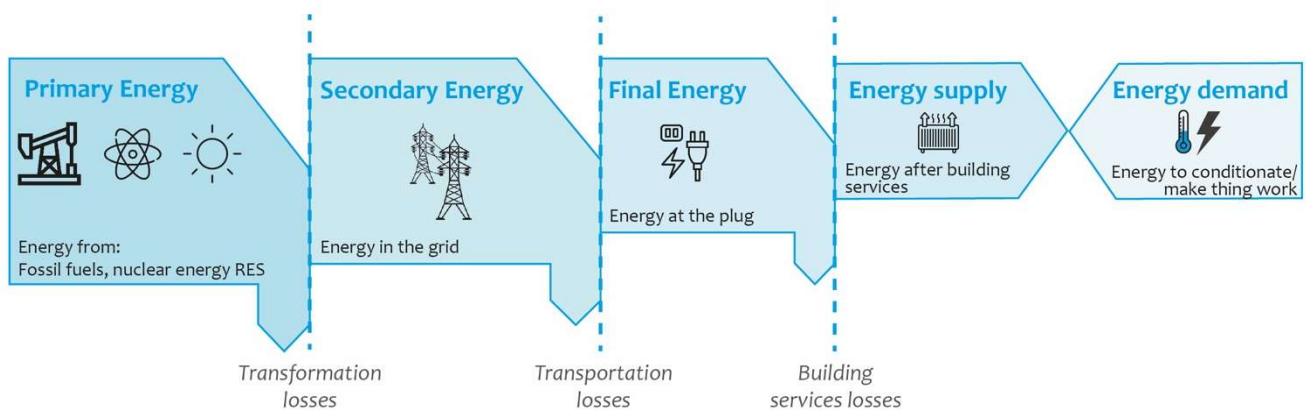 Primary Energy
Energy from:
Fossil fuels, nuclear energy RES
Secondary Energy
Energy in the grid
Final Energy
Energy at the plug
Energy supply
Energy after building
services
Energy demand
Energy to conditionate/
make thing work
Transformation
losses
Transportation
losses
Building
services losses